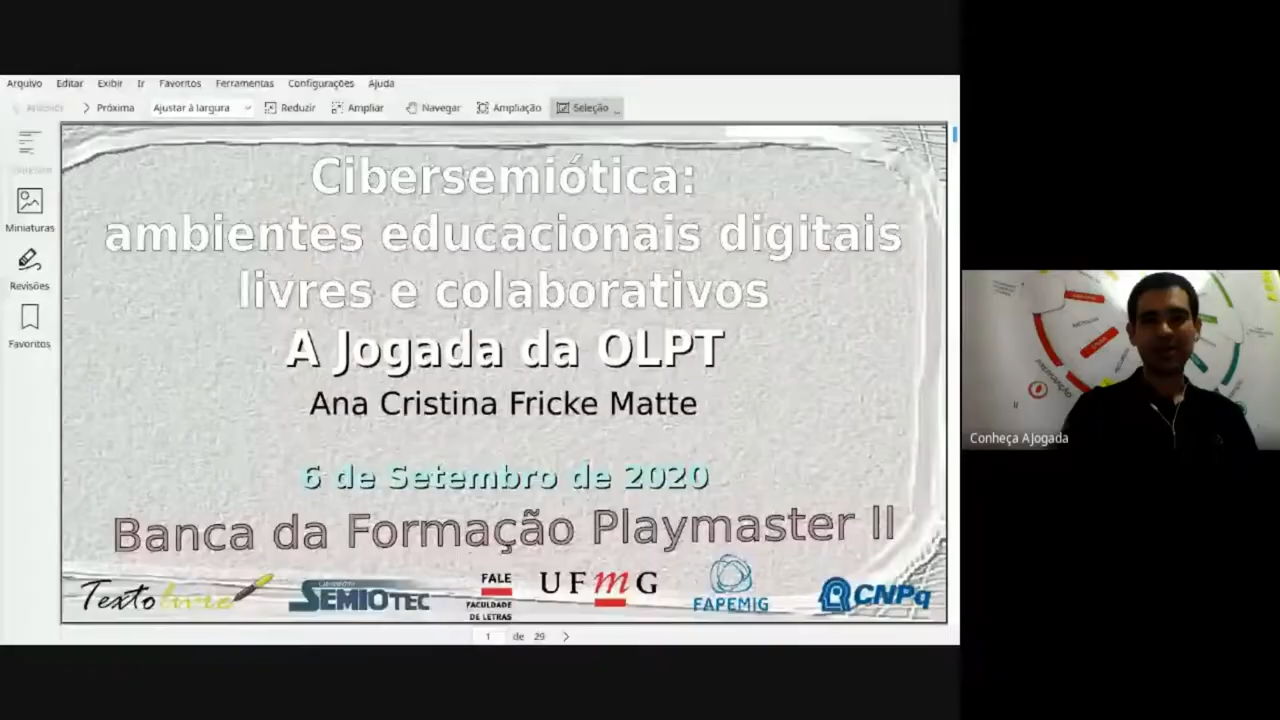 Arquivo Editar Exibir Ir Favoritos Ferramentas Configurações Ajuda
Anterior Próxima Ajustar à largura Reduzir Ampliar Navegar Ampliação Seleção
Miniaturas
Revisões
Favoritos
Cibersemiótica:
ambientes educacionais digitais
livres e colaborativos
A Jogada da OLPT
Ana Cristina Fricke Matte
6 de Setembro de 2020
Banca da Formação Playmaster II
Texto livre
SEMIOTEC
FALE
FACULDADE
DE LETRAS
UFmG
FAPEMIG
CNPq
1 de 29
Conheça AJogada